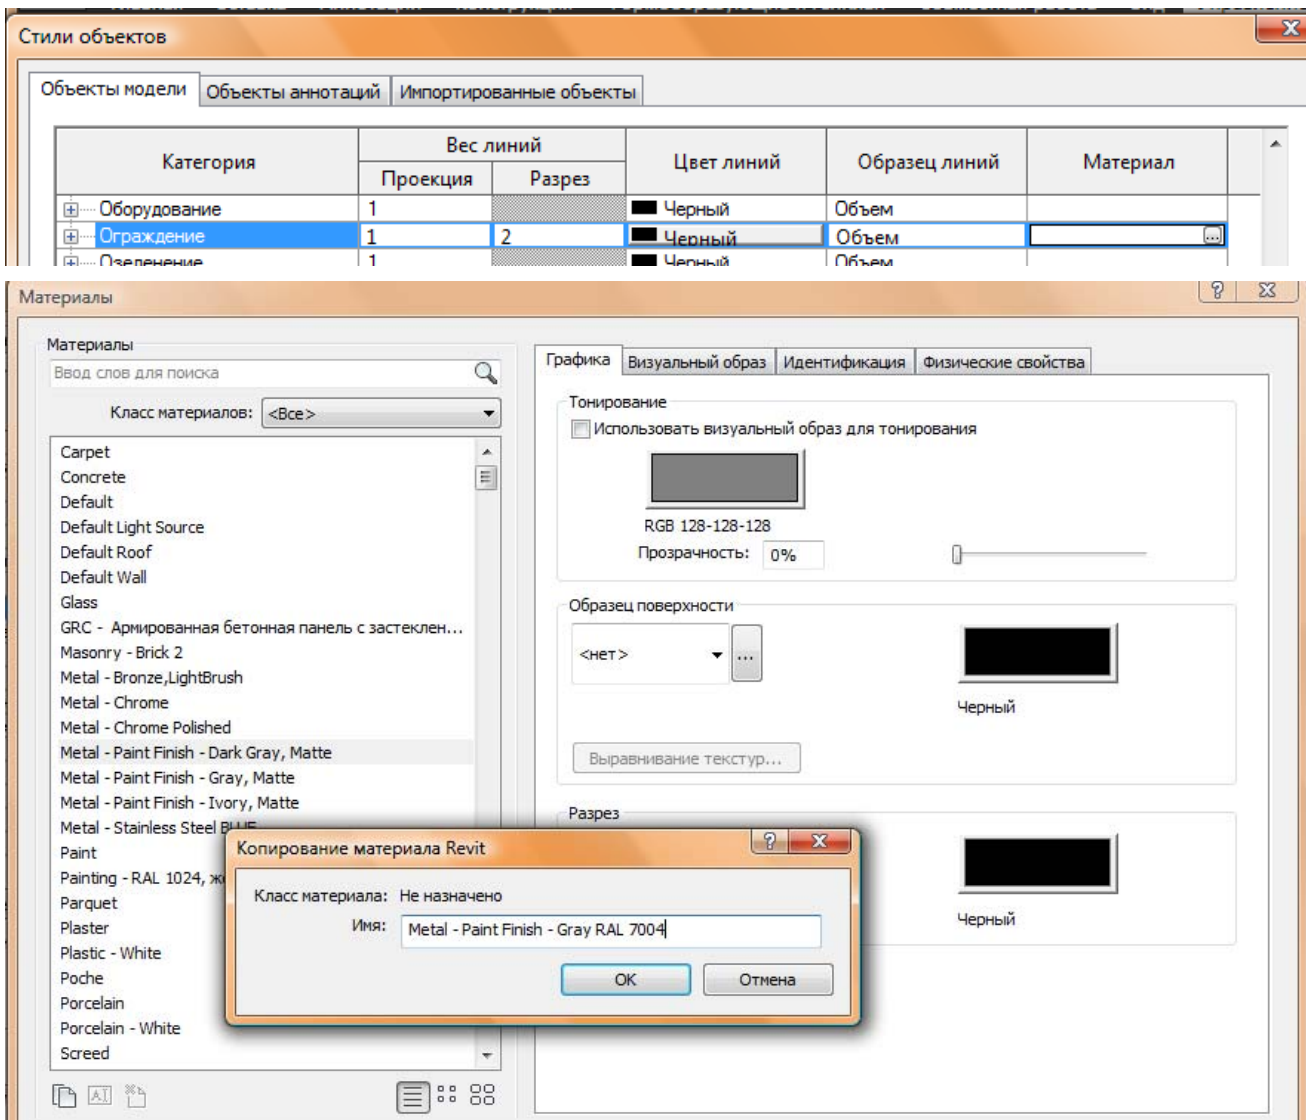 Стили объектов
Объекты модели Объекты аннотаций Импортированные объекты
Категория Вес линий Цвет линий Образец линий Материал
Проекция Разрез
Оборудование 1 Черный Объем
Ограждение 1 2 Черный Объем ...
Озеленение 1 Черный Объем
Материалы
Материалы
Ввод слов для поиска
Класс материалов: <Все>
Carpet
Concrete
Default
Default Light Source
Default Roof
Default Wall
Glass
GRC - Армированная бетонная панель с застеклен...
Masonry - Brick 2
Metal - Bronze,LightBrush
Metal - Chrome
Metal - Chrome Polished
Metal - Paint Finish - Dark Gray, Matte
Metal - Paint Finish - Gray, Matte
Metal - Paint Finish - Ivory, Matte
Metal - Stainless Steel BLUE
Paint
Painting - RAL 1024, же
Parquet
Plaster
Plastic - White
Poche
Porcelain
Porcelain - White
Screed
Графика Визуальный образ Идентификация Физические свойства
Тонирование
Использовать визуальный образ для тонирования
RGB 128-128-128
Прозрачность: 0%
Образец поверхности
<нет> ...
Черный
Выравнивание текстур...
Разрез
Черный
Копирование материала Revit
Класс материала: Не назначено
Имя: Metal - Paint Finish - Gray RAL 7004
OK Отмена